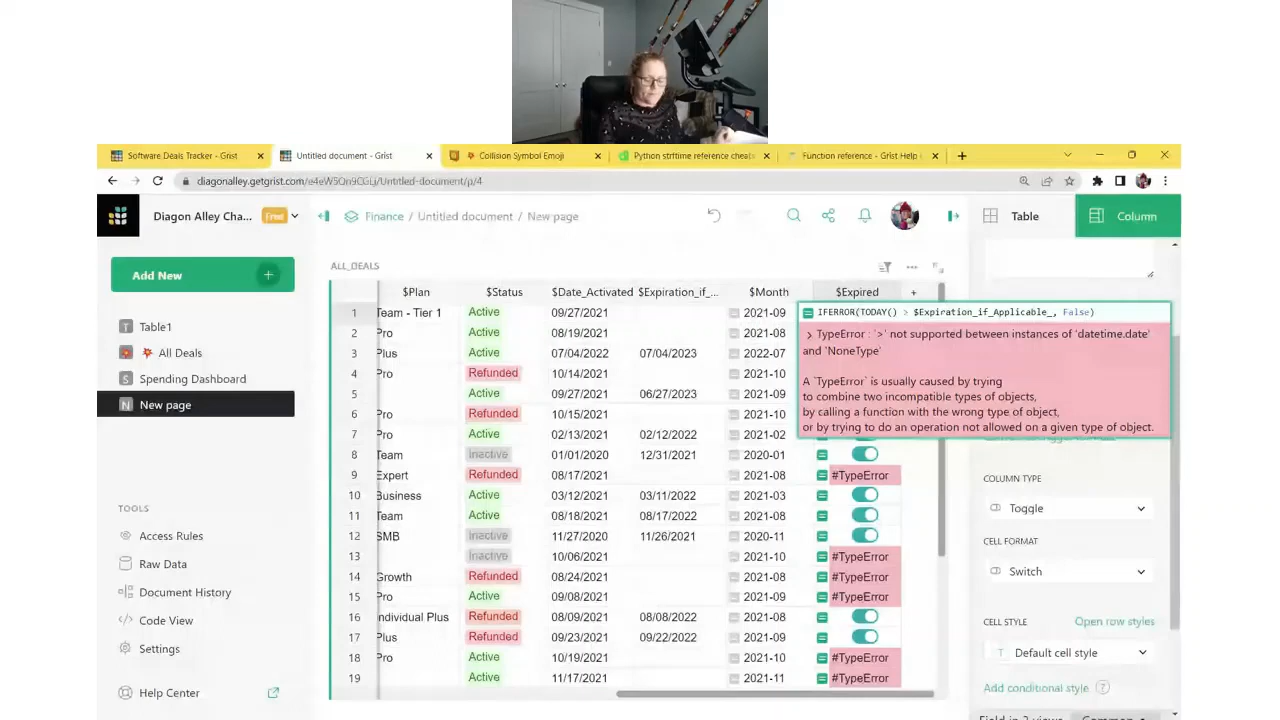 Software Deals Tracker - Grist
Untitled document - Grist
Collision Symbol Emoji
Python strftime reference cheats
Function reference - Grist Help
diagonalley.getgrist.com/e4eW5Qn9CGLj/Untitled-document/p/4
Diagon Alley Cha... Free
Finance / Untitled document / New page
Table
Column
Add New +
Table1
All Deals
Spending Dashboard
N New page
TOOLS
Access Rules
Raw Data
Document History
Code View
Settings
Help Center
ALL_DEALS
$Plan $Status $Date_Activated $Expiration_if_... $Month $Expired +
1 Team - Tier 1 Active 09/27/2021 2021-09
2 Pro Active 08/19/2021 2021-08
3 Plus Active 07/04/2022 07/04/2023 2022-07
4 Pro Refunded 10/14/2021 2021-10
5 Active 09/27/2021 06/27/2023 2021-09
6 Pro Refunded 10/15/2021 2021-10
7 Pro Active 02/13/2021 02/12/2022 2021-02
8 Team Inactive 01/01/2020 12/31/2021 2020-01
9 Expert Refunded 08/17/2021 2021-08 #TypeError
10 Business Active 03/12/2021 03/11/2022 2021-03
11 Team Active 08/18/2021 08/17/2022 2021-08
12 SMB Inactive 11/27/2020 11/26/2021 2020-11
13 Inactive 10/06/2021 2021-10 #TypeError
14 Growth Refunded 08/24/2021 2021-08 #TypeError
15 Pro Active 09/08/2021 2021-09 #TypeError
16 Individual Plus Refunded 08/09/2021 08/08/2022 2021-08
17 Plus Refunded 09/23/2021 09/22/2022 2021-09
18 Pro Active 10/19/2021 2021-10 #TypeError
19 Active 11/17/2021 2021-11 #TypeError
IFERROR(TODAY() > $Expiration_if_Applicable_, False)
TypeError : '>' not supported between instances of 'datetime.date'
and 'NoneType'
A `TypeError` is usually caused by trying
to combine two incompatible types of objects,
by calling a function with the wrong type of object,
or by trying to do an operation not allowed on a given type of object.
COLUMN TYPE
Toggle
CELL FORMAT
Switch
CELL STYLE Open row styles
T Default cell style
Add conditional style